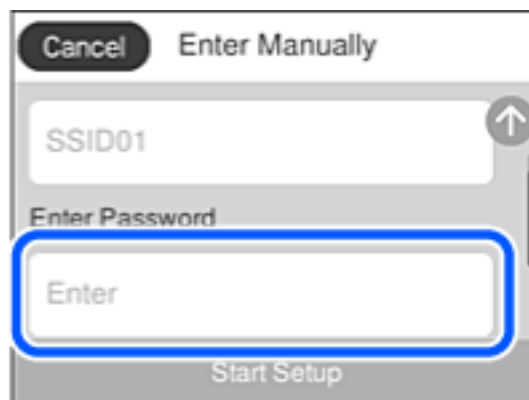 Cancel Enter Manually
SSID01
Enter Password
Enter
Start Setup